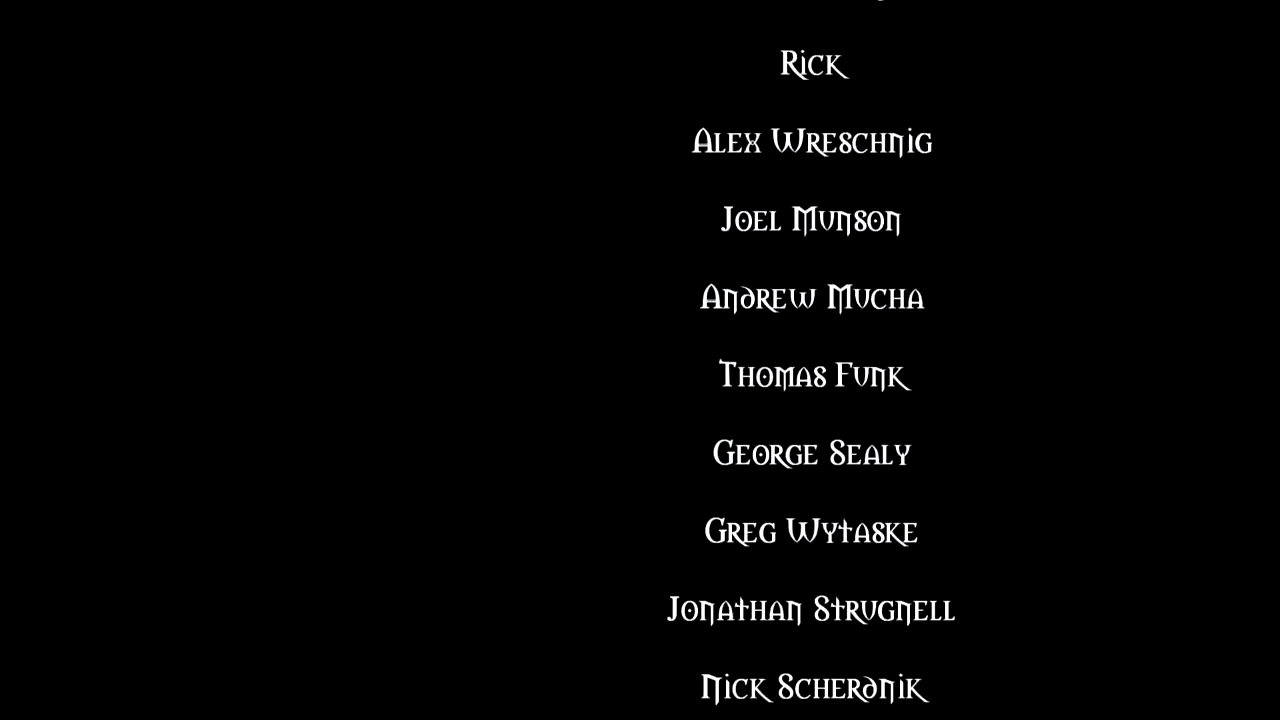 Rick
Alex Wreschnig
Joel Munson
Andrew Mucha
Thomas Funk
George Sealy
Greg Wytaske
Jonathan Strugnell
Nick Scherdnik